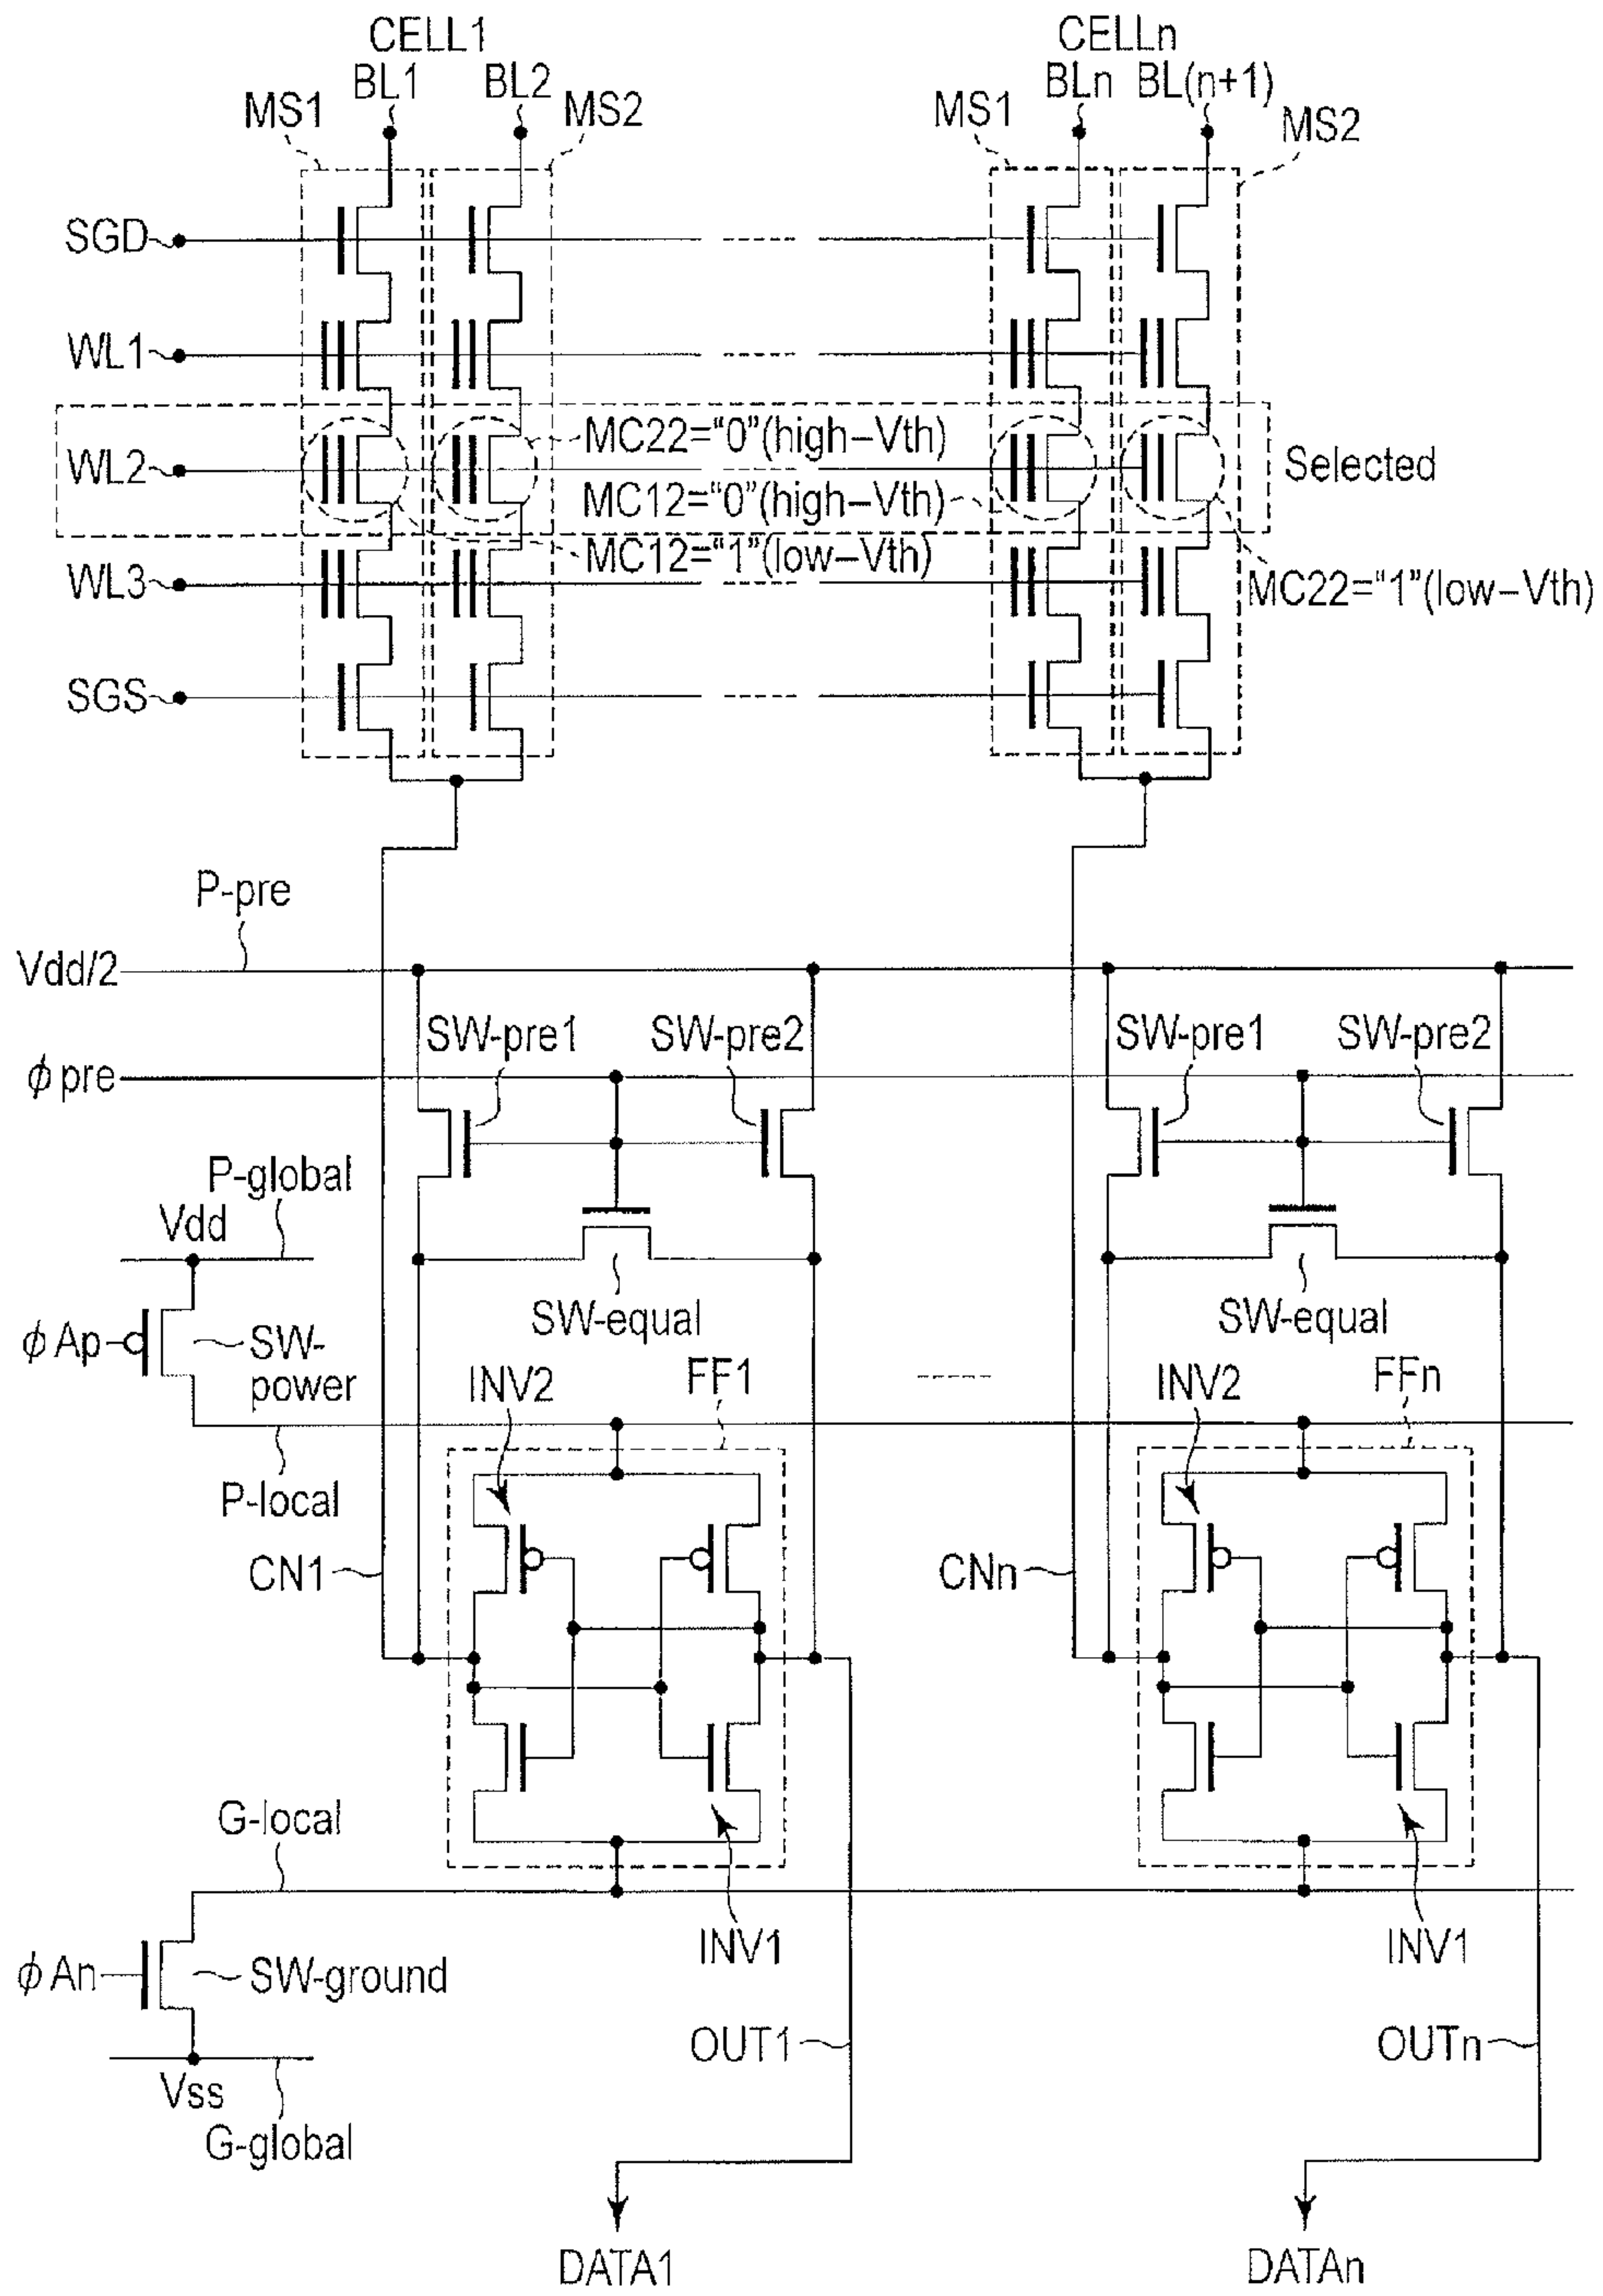 CELL1
CELLn
BL1
BL2
BLn
BL(n+1)
MS1
MS2
MS1
MS2
SGD
WL1
MC22="0"(high-Vth)
WL2
Selected
MC12="0"(high-Vth)
MC12="1"(low-Vth)
WL3
MC22="1"(low-Vth)
SGS
P-pre
Vdd/2
SW-pre1
SW-pre2
SW-pre1
SW-pre2
ϕpre
P-global
Vdd
SW-equal
SW-equal
ϕAp
SW-
power
INV2
FF1
INV2
FFn
P-local
CN1
CNn
G-local
INV1
INV1
ϕAn
SW-ground
OUT1
OUTn
Vss
G-global
DATA1
DATAn